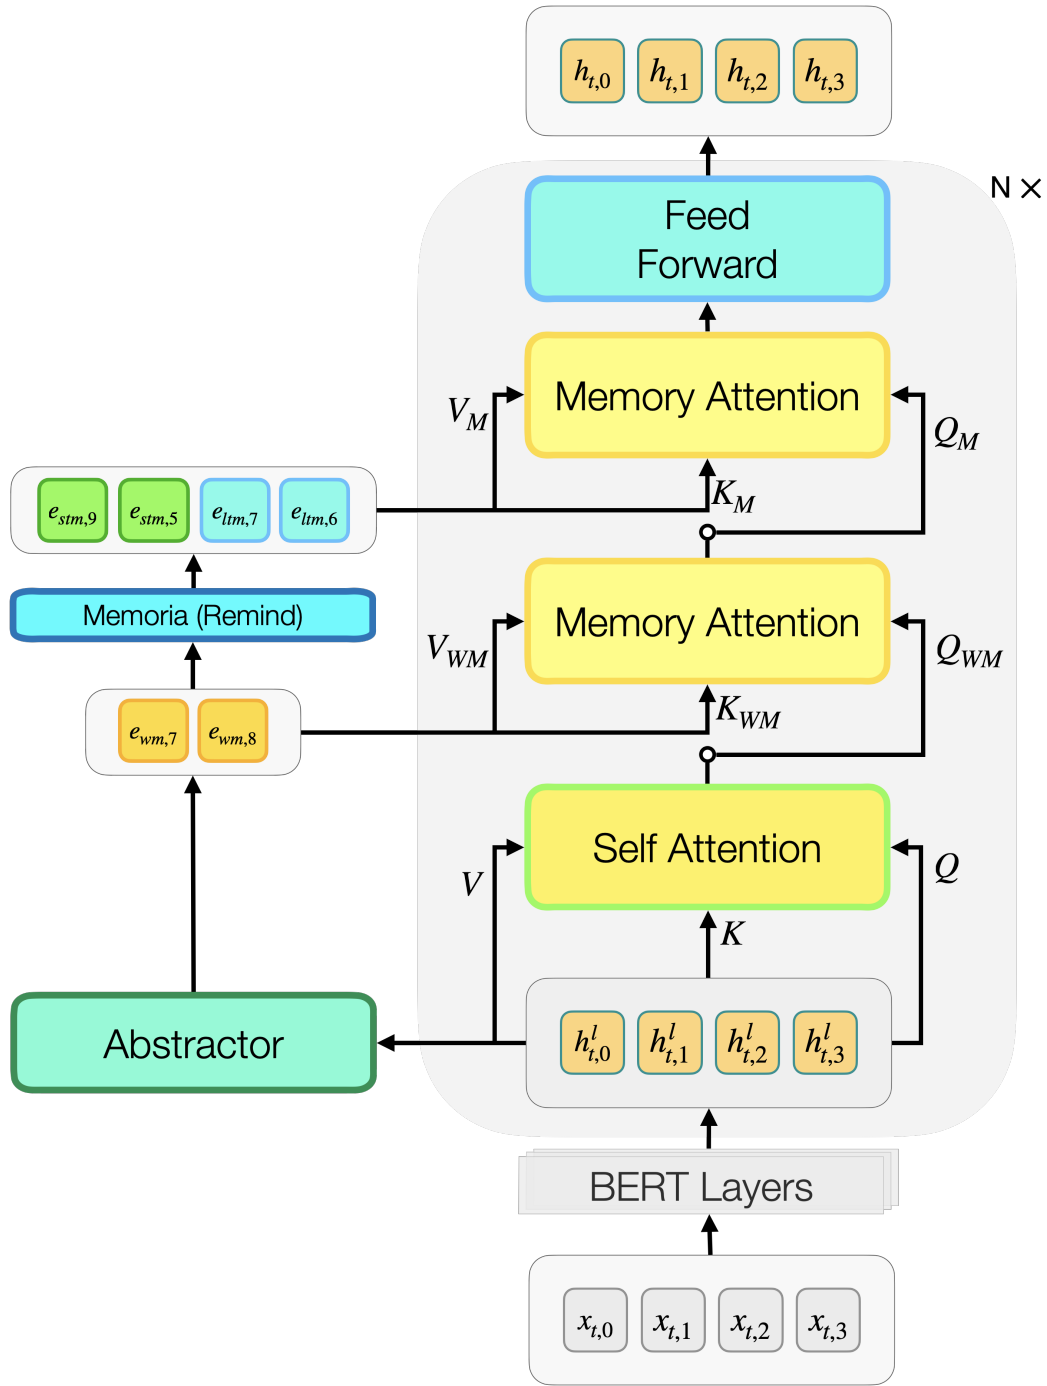 h_{t,0} h_{t,1} h_{t,2} h_{t,3}
N ×
Feed
Forward
Memory Attention
V_M
Q_M
K_M
e_{stm,9} e_{stm,5} e_{ltm,7} e_{ltm,6}
Memoria (Remind)
Memory Attention
V_{WM}
Q_{WM}
K_{WM}
e_{wm,7} e_{wm,8}
Self Attention
V
Q
K
Abstractor
h^l_{t,0} h^l_{t,1} h^l_{t,2} h^l_{t,3}
BERT Layers
x_{t,0} x_{t,1} x_{t,2} x_{t,3}